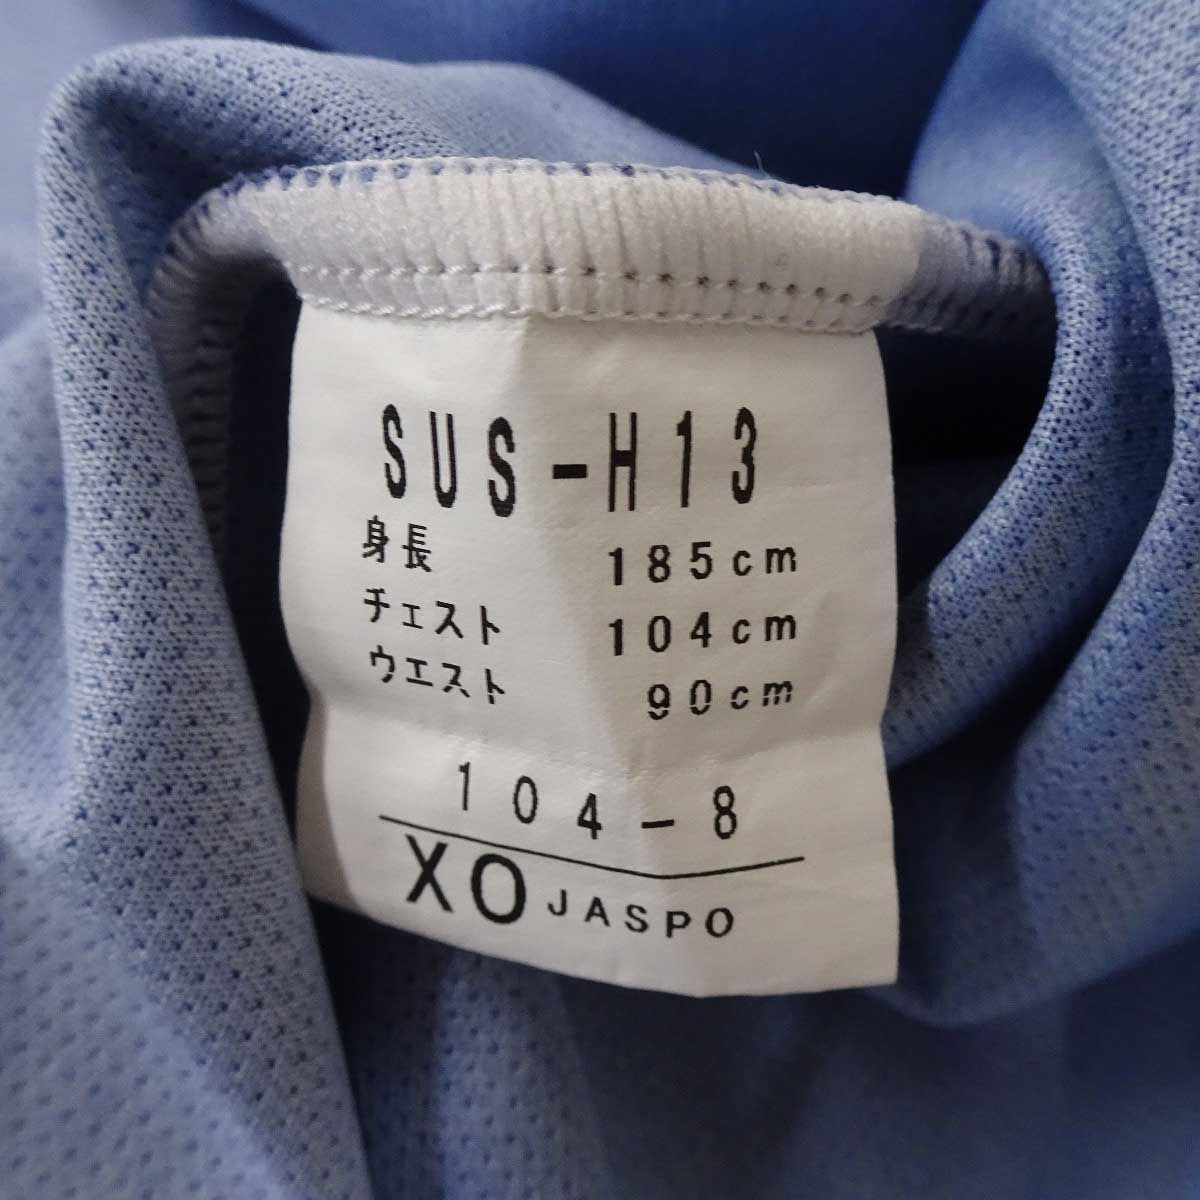 SUS-H13
身長 185cm
チェスト 104cm
ウエスト 90cm
104-8
XO JASPO